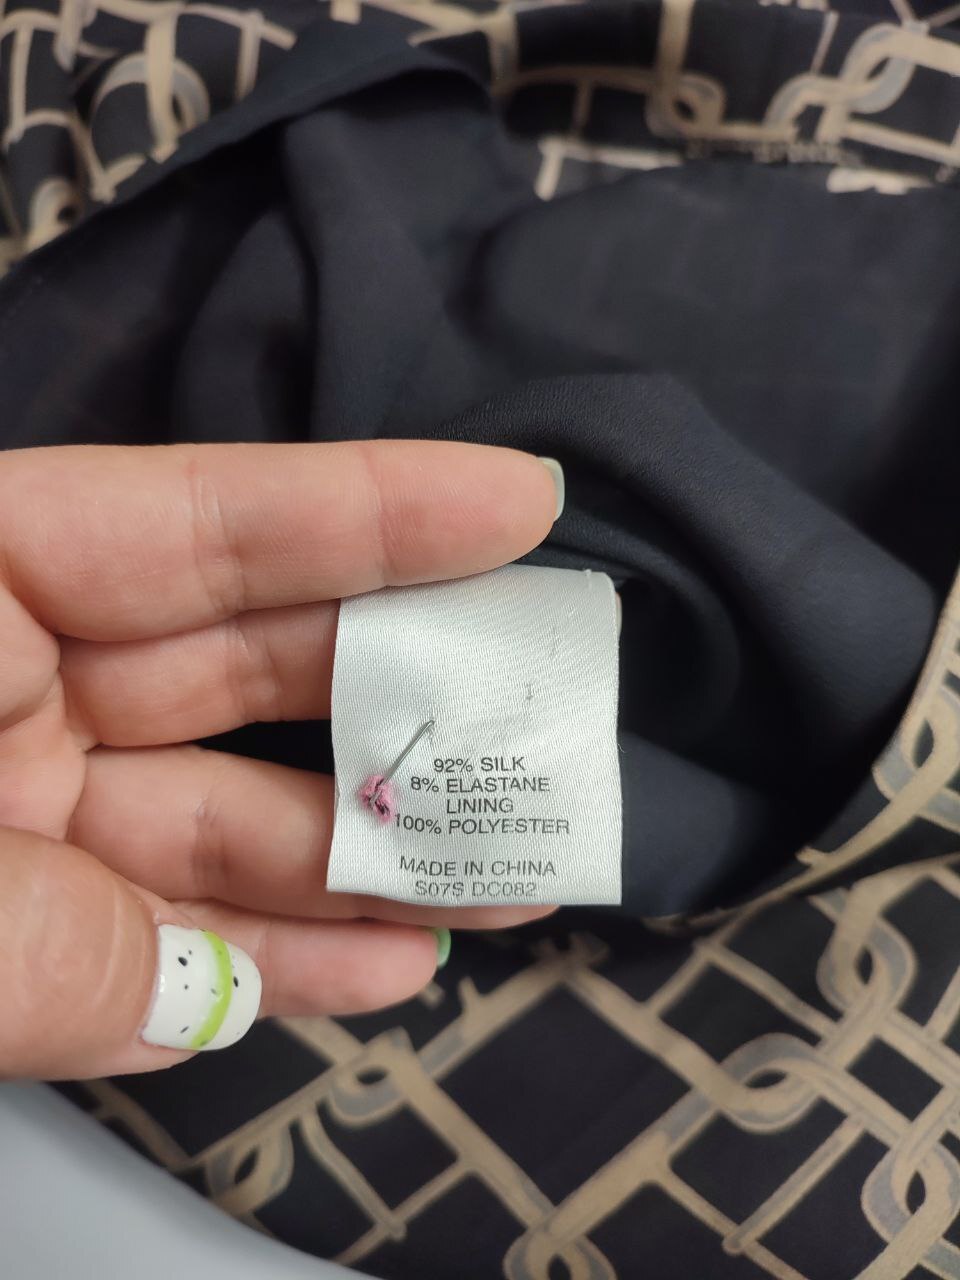 92% SILK
8% ELASTANE
LINING
100% POLYESTER
MADE IN CHINA
S07S DC082